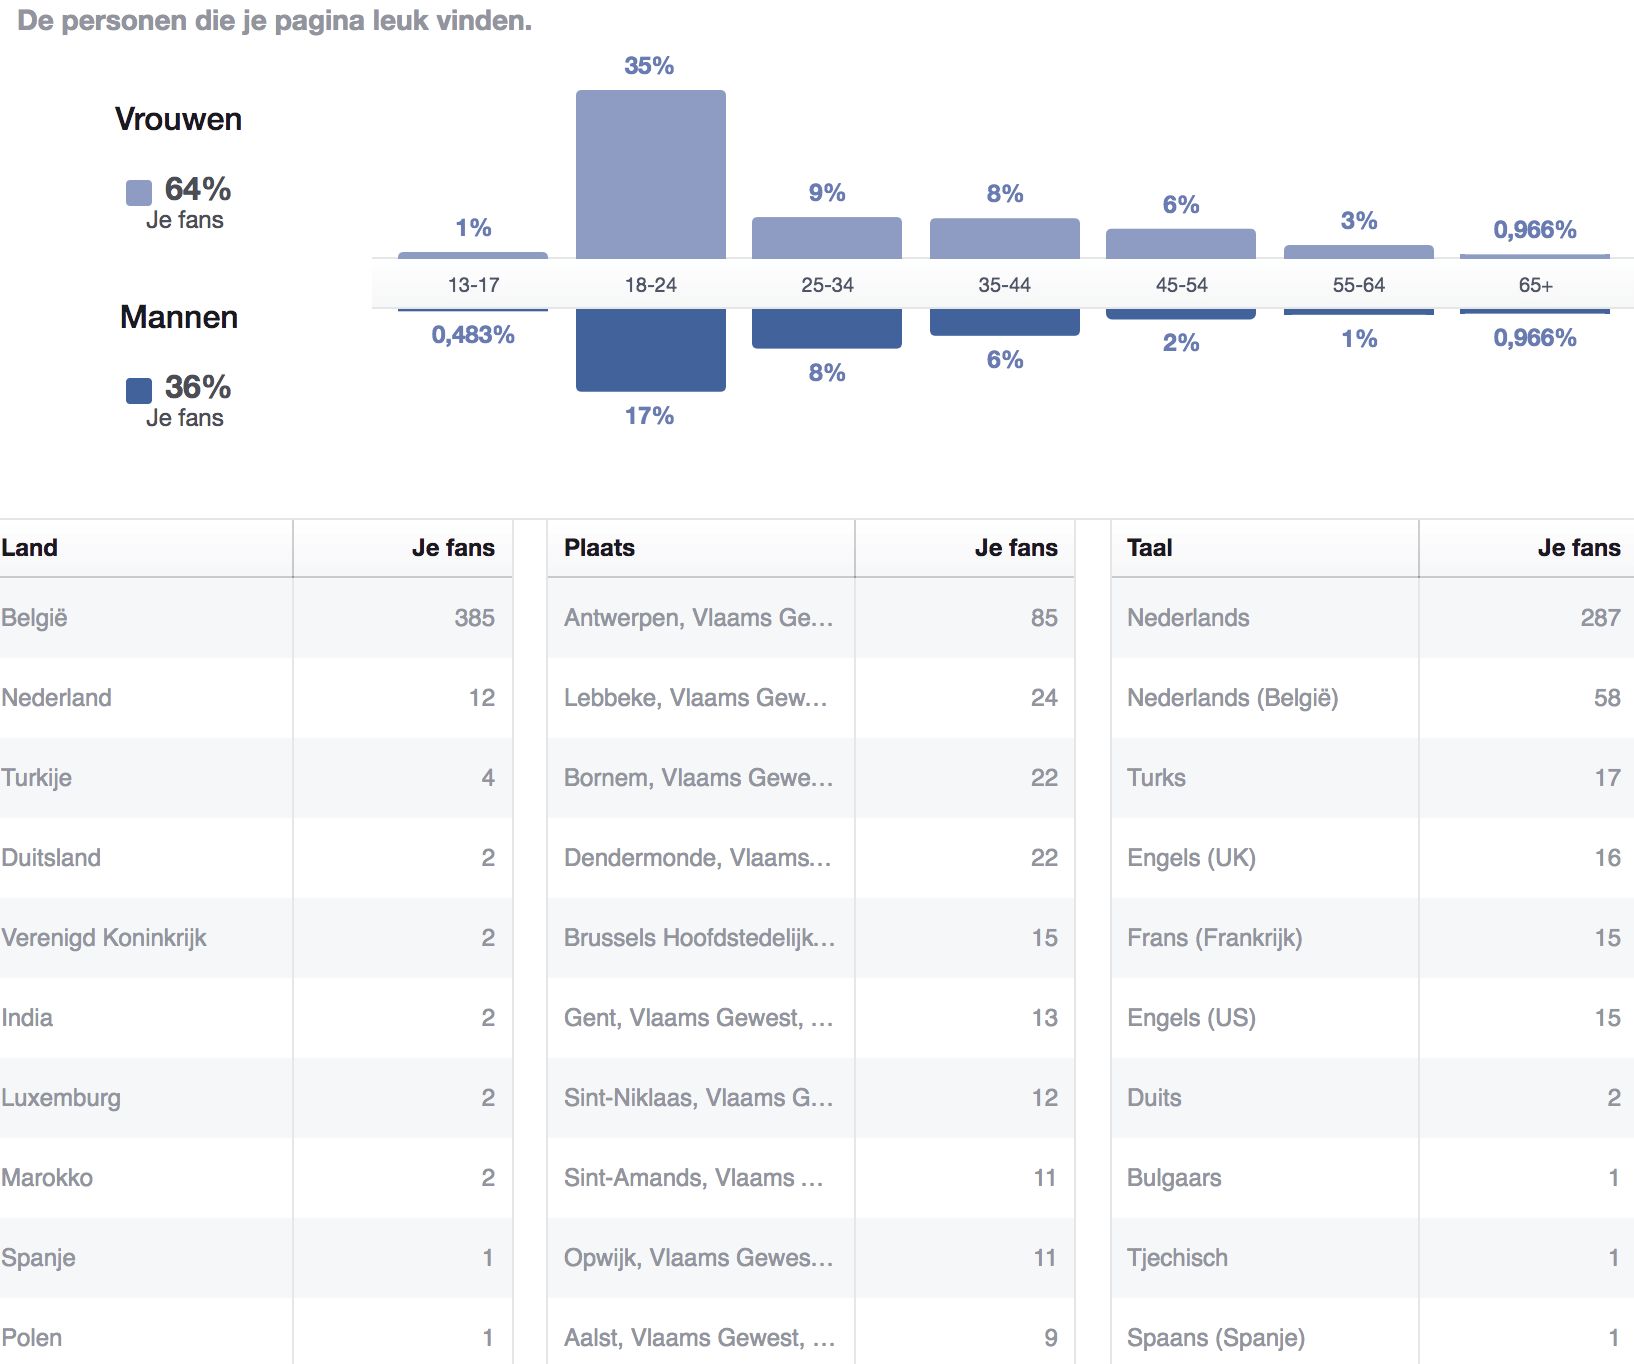 De personen die je pagina leuk vinden.
35%
Vrouwen
64%
Je fans
1%
9%
8%
6%
3%
0,966%
13-17
18-24
25-34
35-44
45-54
55-64
65+
Mannen
36%
Je fans
0,483%
17%
8%
6%
2%
1%
0,966%
Land Je fans Plaats Je fans Taal Je fans
België 385 Antwerpen, Vlaams Ge... 85 Nederlands 287
Nederland 12 Lebbeke, Vlaams Gew... 24 Nederlands (België) 58
Turkije 4 Bornem, Vlaams Gewe... 22 Turks 17
Duitsland 2 Dendermonde, Vlaams... 22 Engels (UK) 16
Verenigd Koninkrijk 2 Brussels Hoofdstedelijk... 15 Frans (Frankrijk) 15
India 2 Gent, Vlaams Gewest, ... 13 Engels (US) 15
Luxemburg 2 Sint-Niklaas, Vlaams G... 12 Duits 2
Marokko 2 Sint-Amands, Vlaams ... 11 Bulgaars 1
Spanje 1 Opwijk, Vlaams Gewes... 11 Tjechisch 1
Polen 1 Aalst, Vlaams Gewest, ... 9 Spaans (Spanje) 1